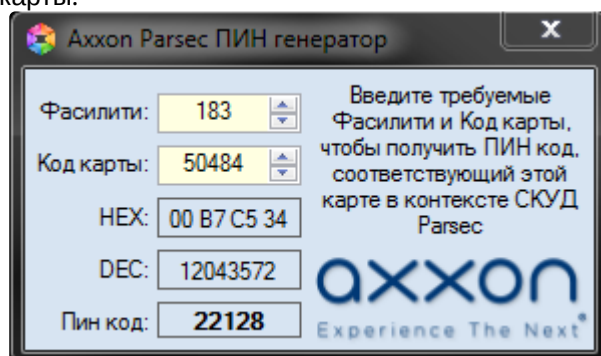 карты.
Axxon Parsec ПИН генератор
Фасилити: 183
Код карты: 50484
HEX: 00 B7 C5 34
DEC: 12043572
Пин код: 22128
Введите требуемые
Фасилити и Код карты,
чтобы получить ПИН код,
соответствующий этой
карте в контексте СКУД
Parsec
axxon
Experience The Next